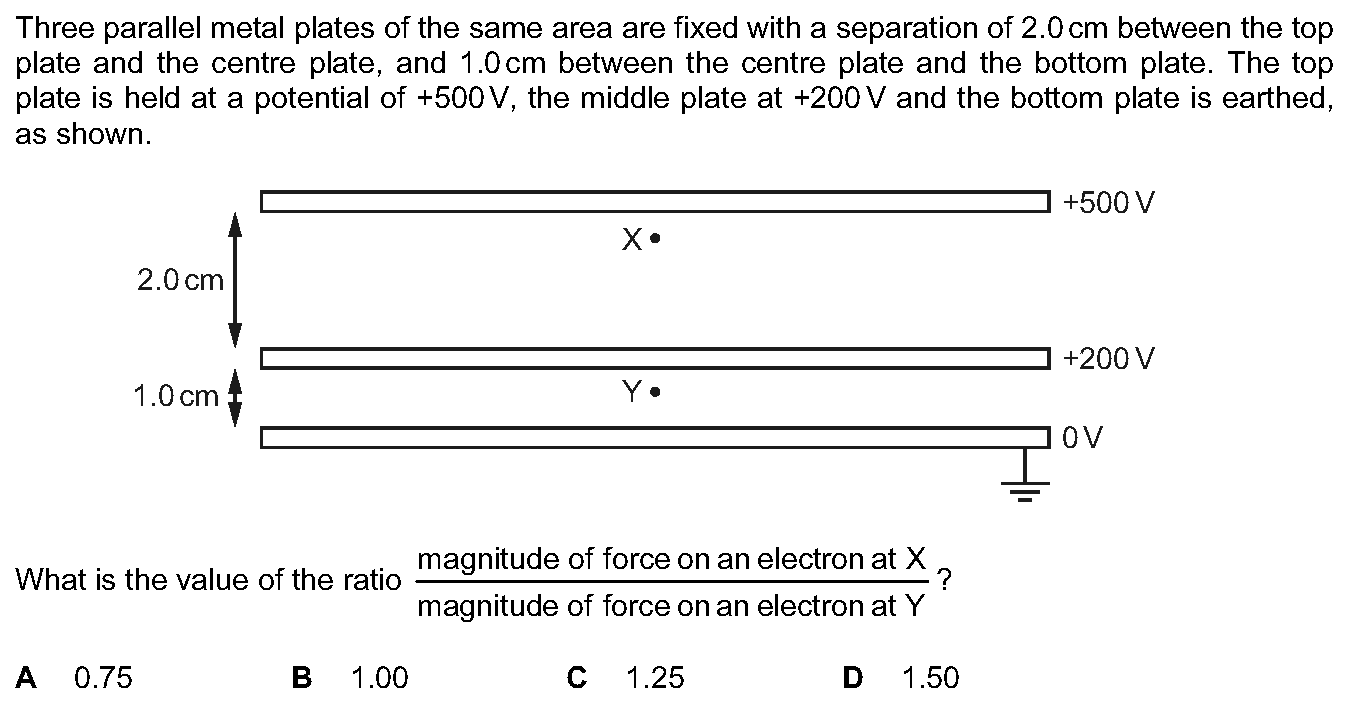 Three parallel metal plates of the same area are fixed with a separation of 2.0 cm between the top
plate and the centre plate, and 1.0 cm between the centre plate and the bottom plate. The top
plate is held at a potential of +500 V, the middle plate at +200 V and the bottom plate is earthed,
as shown.
+500 V
X
2.0 cm
+200 V
1.0 cm
Y
0 V
What is the value of the ratio magnitude of force on an electron at X
magnitude of force on an electron at Y ?
A 0.75 B 1.00 C 1.25 D 1.50